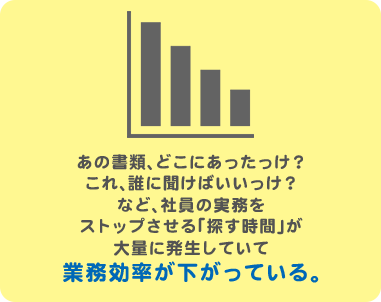 あの書類、どこにあったっけ？
これ、誰に聞けばいいっけ？
など、社員の実務を
ストップさせる「探す時間」が
大量に発生していて
業務効率が下がっている。